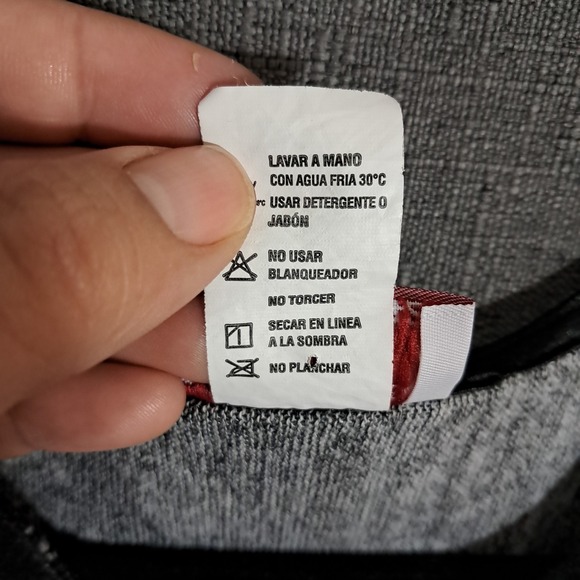 LAVAR A MANO
CON AGUA FRIA 30°C
USAR DETERGENTE O
JABÓN
NO USAR
BLANQUEADOR
NO TORCER
SECAR EN LINEA
A LA SOMBRA
NO PLANCHAR